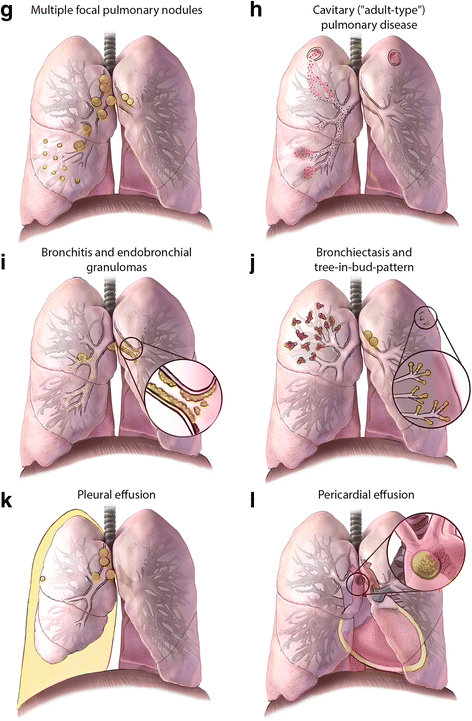 g Multiple focal pulmonary nodules
h Cavitary ("adult-type")
pulmonary disease
i Bronchitis and endobronchial
granulomas
j Bronchiectasis and
tree-in-bud-pattern
k Pleural effusion
l Pericardial effusion